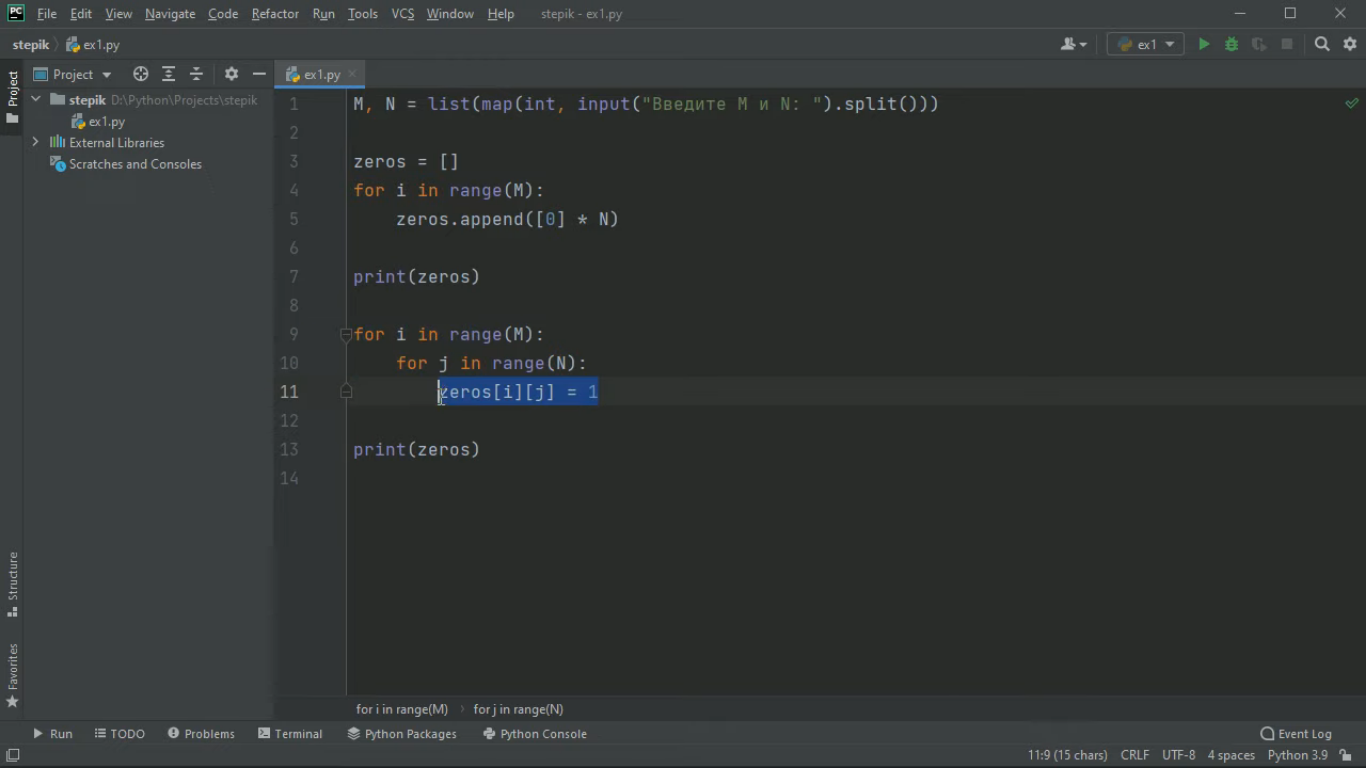 PC File Edit View Navigate Code Refactor Run Tools VCS Window Help stepik - ex1.py
stepik ex1.py ex1
Project Project ex1.py
stepik D:\Python\Projects\stepik
ex1.py
External Libraries
Scratches and Consoles
1 M, N = list(map(int, input("Введите M и N: ").split()))
2
3 zeros = []
4 for i in range(M):
5     zeros.append([0] * N)
6
7 print(zeros)
8
9 for i in range(M):
10     for j in range(N):
11         zeros[i][j] = 1
12
13 print(zeros)
14
Structure
Favorites
for i in range(M) › for j in range(N)
Run TODO Problems Terminal Python Packages Python Console Event Log
11:9 (15 chars) CRLF UTF-8 4 spaces Python 3.9